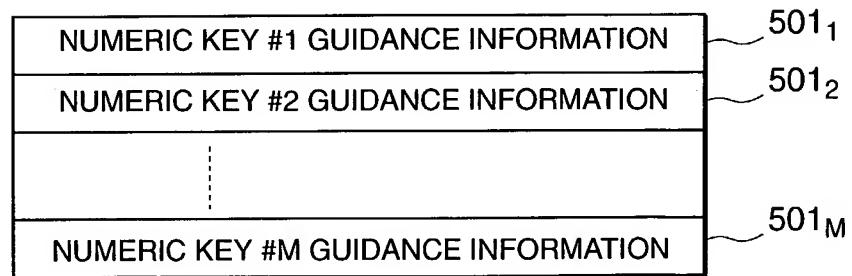 NUMERIC KEY #1 GUIDANCE INFORMATION 501₁
NUMERIC KEY #2 GUIDANCE INFORMATION 501₂
NUMERIC KEY #M GUIDANCE INFORMATION 501M